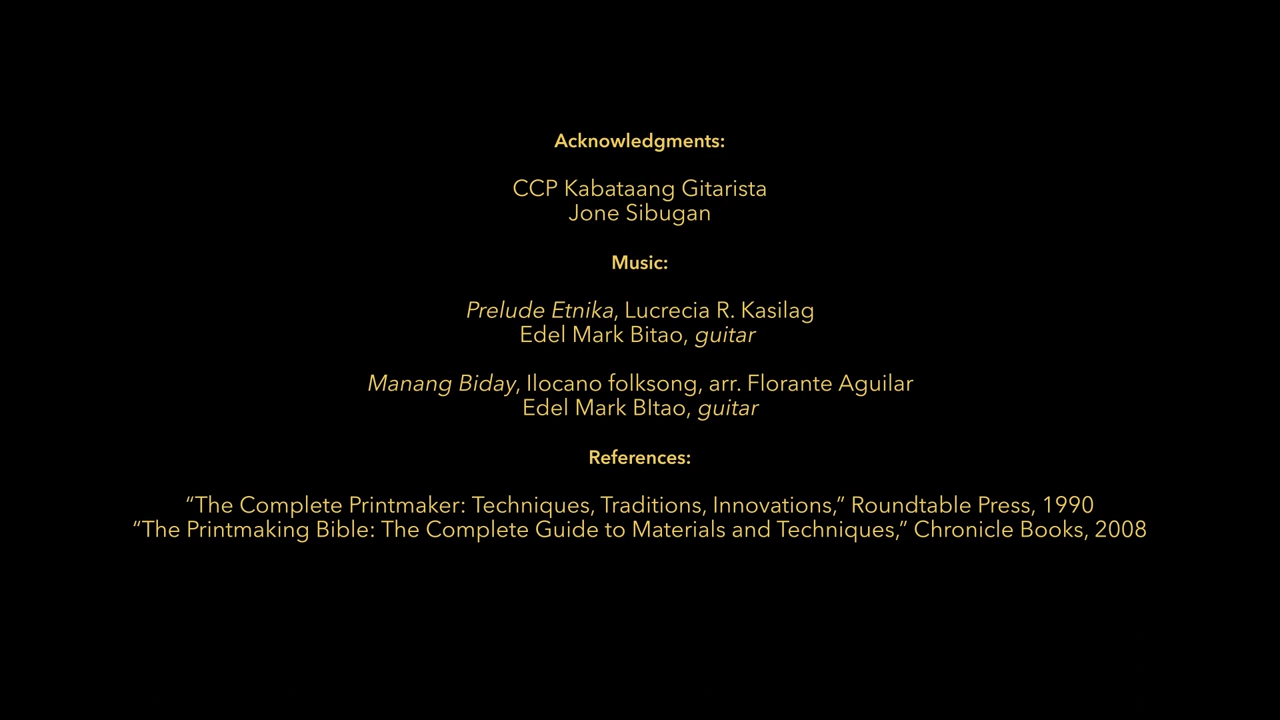 Acknowledgments:
CCP Kabataang Gitarista
Jone Sibugan
Music:
Prelude Etnika, Lucrecia R. Kasilag
Edel Mark Bitao, guitar
Manang Biday, Ilocano folksong, arr. Florante Aguilar
Edel Mark BItao, guitar
References:
“The Complete Printmaker: Techniques, Traditions, Innovations,” Roundtable Press, 1990
“The Printmaking Bible: The Complete Guide to Materials and Techniques,” Chronicle Books, 2008